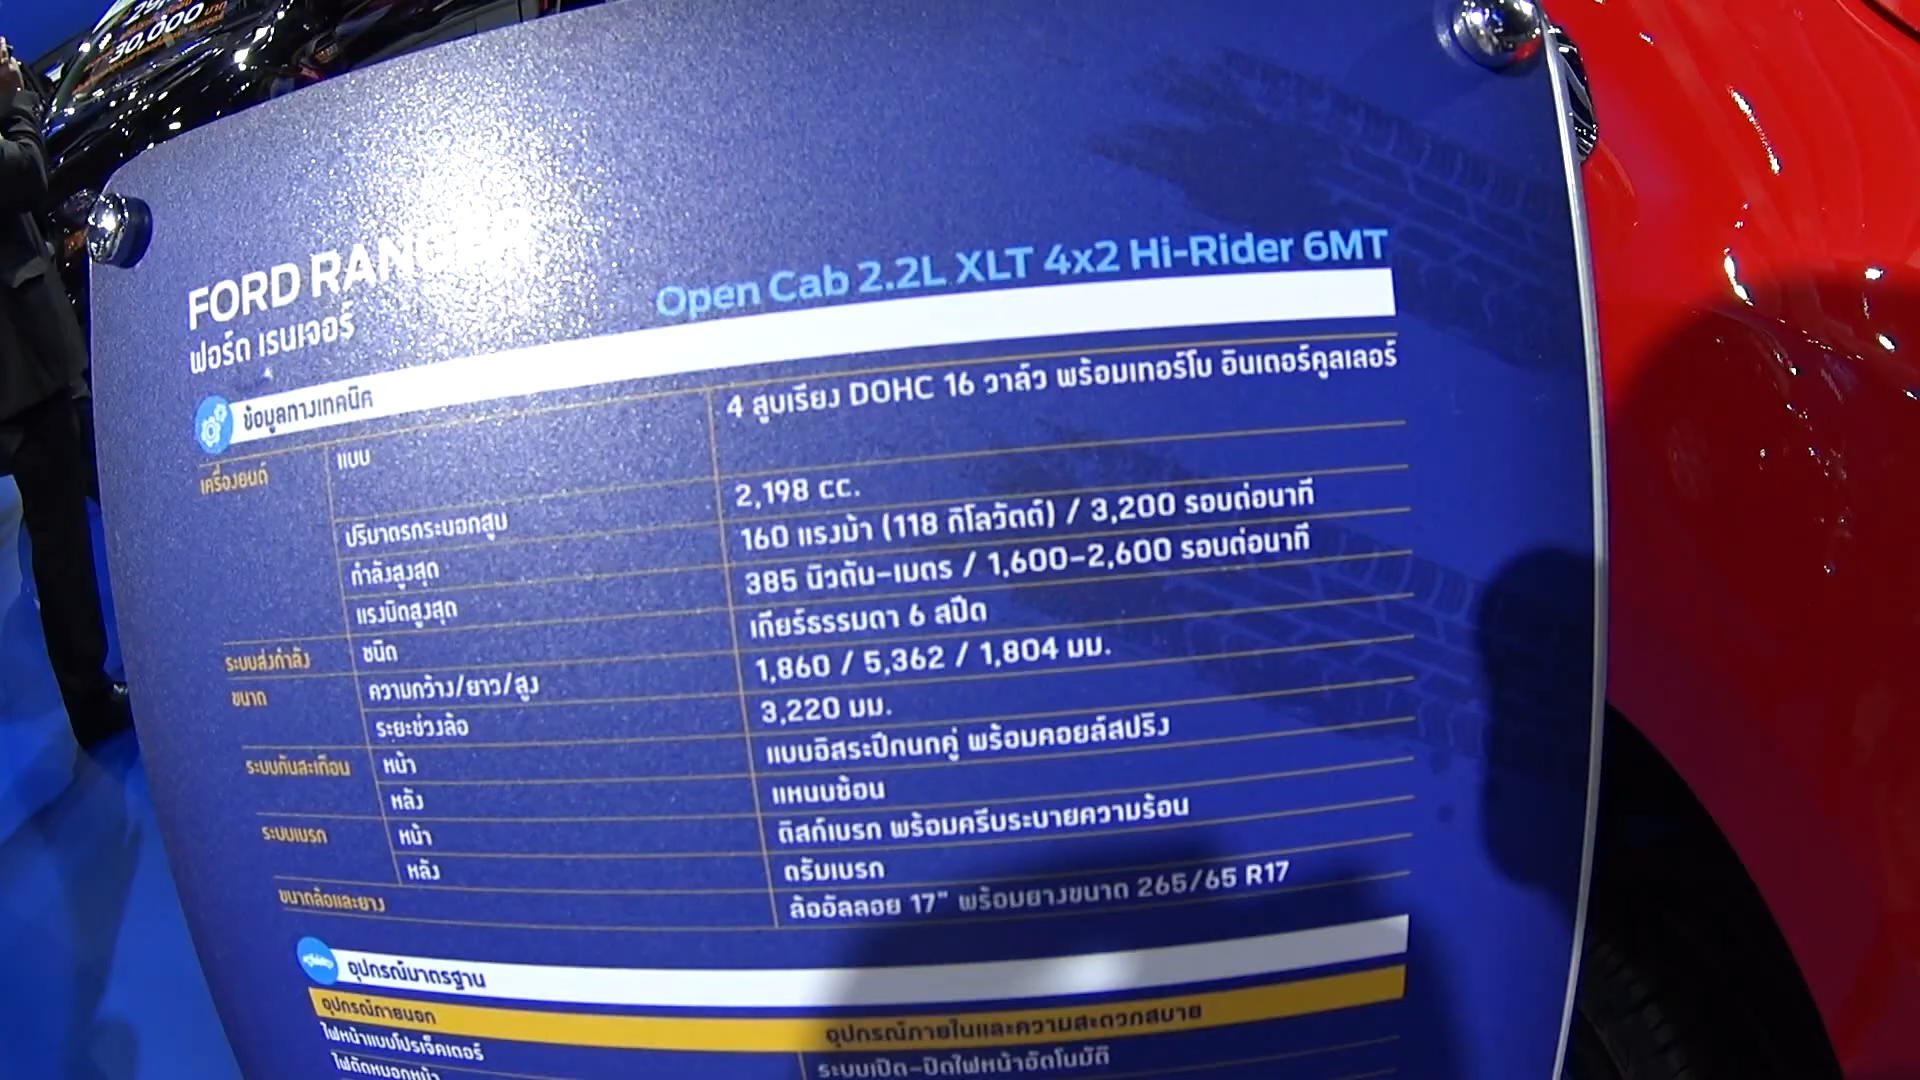 30,000 บาท
FORD RANGER
ฟอร์ด เรนเจอร์
Open Cab 2.2L XLT 4x2 Hi-Rider 6MT
ข้อมูลทางเทคนิค
เครื่องยนต์ แบบ 4 สูบเรียง DOHC 16 วาล์ว พร้อมเทอร์โบ อินเตอร์คูลเลอร์
ปริมาตรกระบอกสูบ 2,198 cc.
กำลังสูงสุด 160 แรงม้า (118 กิโลวัตต์) / 3,200 รอบต่อนาที
แรงบิดสูงสุด 385 นิวตัน-เมตร / 1,600-2,600 รอบต่อนาที
ระบบส่งกำลัง ชนิด เกียร์ธรรมดา 6 สปีด
ขนาด ความกว้าง/ยาว/สูง 1,860 / 5,362 / 1,804 มม.
ระยะช่วงล้อ 3,220 มม.
ระบบกันสะเทือน หน้า แบบอิสระปีกนกคู่ พร้อมคอยล์สปริง
หลัง แหนบซ้อน
ระบบเบรก หน้า ดิสก์เบรก พร้อมครีบระบายความร้อน
หลัง ดรัมเบรก
ขนาดล้อและยาง ล้ออัลลอย 17" พร้อมยางขนาด 265/65 R17
อุปกรณ์มาตรฐาน
อุปกรณ์ภายนอก อุปกรณ์ภายในและความสะดวกสบาย
ไฟหน้าแบบโปรเจ็คเตอร์ ระบบเปิด-ปิดไฟหน้าอัตโนมัติ
ไฟตัดหมอกหน้า